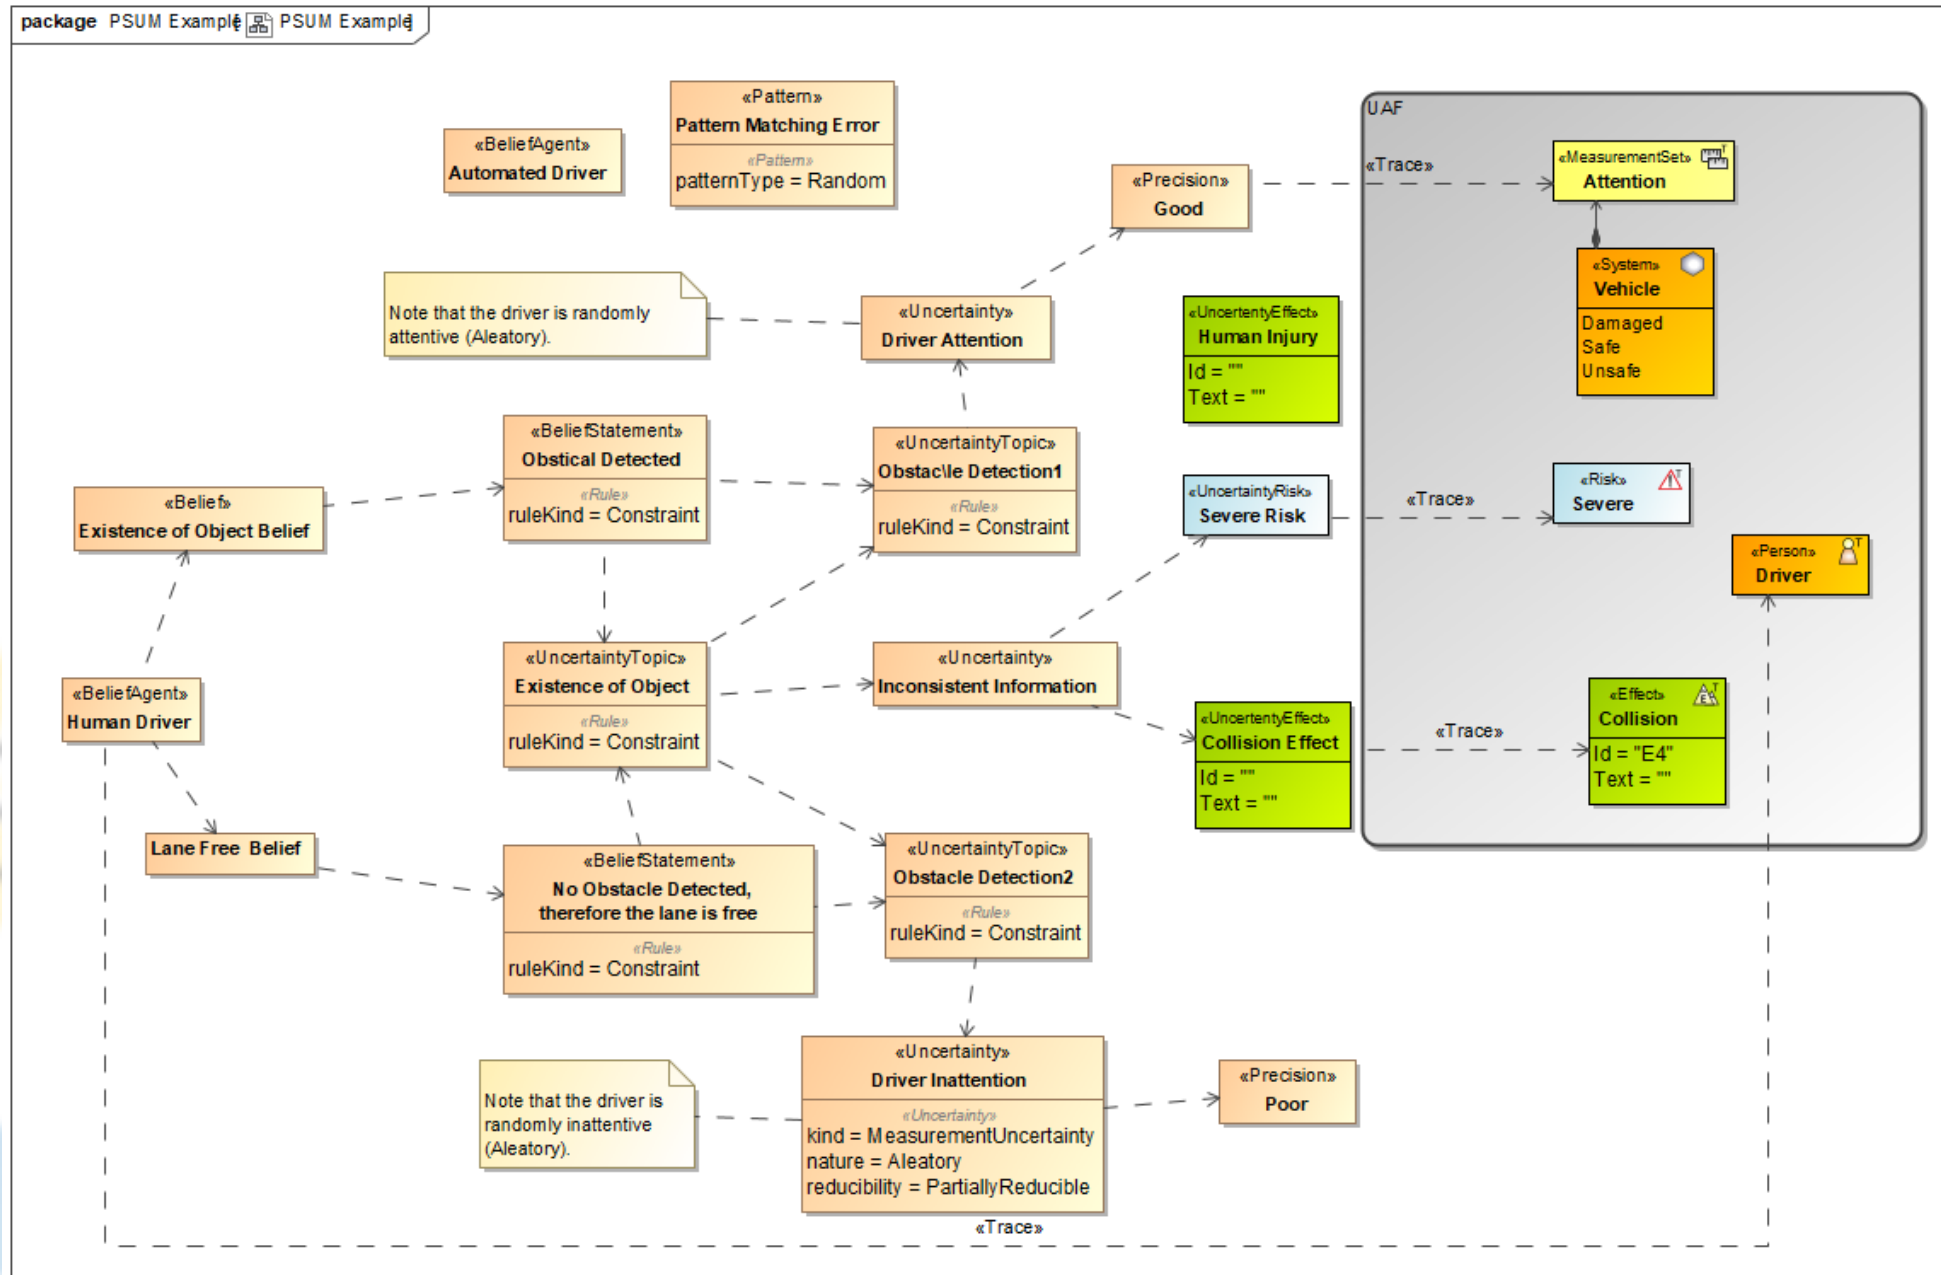 package PSUM Example[ PSUM Example]
«Pattern»
Pattern Matching Error
«Pattern»
patternType = Random
«BeliefAgent»
Automated Driver
UAF
«Trace»
«MeasurementSet»
Attention
«Precision»
Good
«System»
Vehicle
Damaged
Safe
Unsafe
Note that the driver is randomly
attentive (Aleatory).
«Uncertainty»
Driver Attention
«UncertentyEffect»
Human Injury
Id = ""
Text = ""
«BeliefStatement»
Obstical Detected
«Rule»
ruleKind = Constraint
«UncertaintyTopic»
Obstac\le Detection1
«Rule»
ruleKind = Constraint
«UncertaintyRisk»
Severe Risk
«Trace»
«Risk»
Severe
«Belief»
Existence of Object Belief
«Person»
Driver
«BeliefAgent»
Human Driver
«UncertaintyTopic»
Existence of Object
«Rule»
ruleKind = Constraint
«Uncertainty»
Inconsistent Information
«UncertentyEffect»
Collision Effect
Id = ""
Text = ""
«Trace»
«Effect»
Collision
Id = "E4"
Text = ""
Lane Free Belief
«BeliefStatement»
No Obstacle Detected,
therefore the lane is free
«Rule»
ruleKind = Constraint
«UncertaintyTopic»
Obstacle Detection2
«Rule»
ruleKind = Constraint
Note that the driver is
randomly inattentive
(Aleatory).
«Uncertainty»
Driver Inattention
«Uncertainty»
kind = MeasurementUncertainty
nature = Aleatory
reducibility = PartiallyReducible
«Precision»
Poor
«Trace»